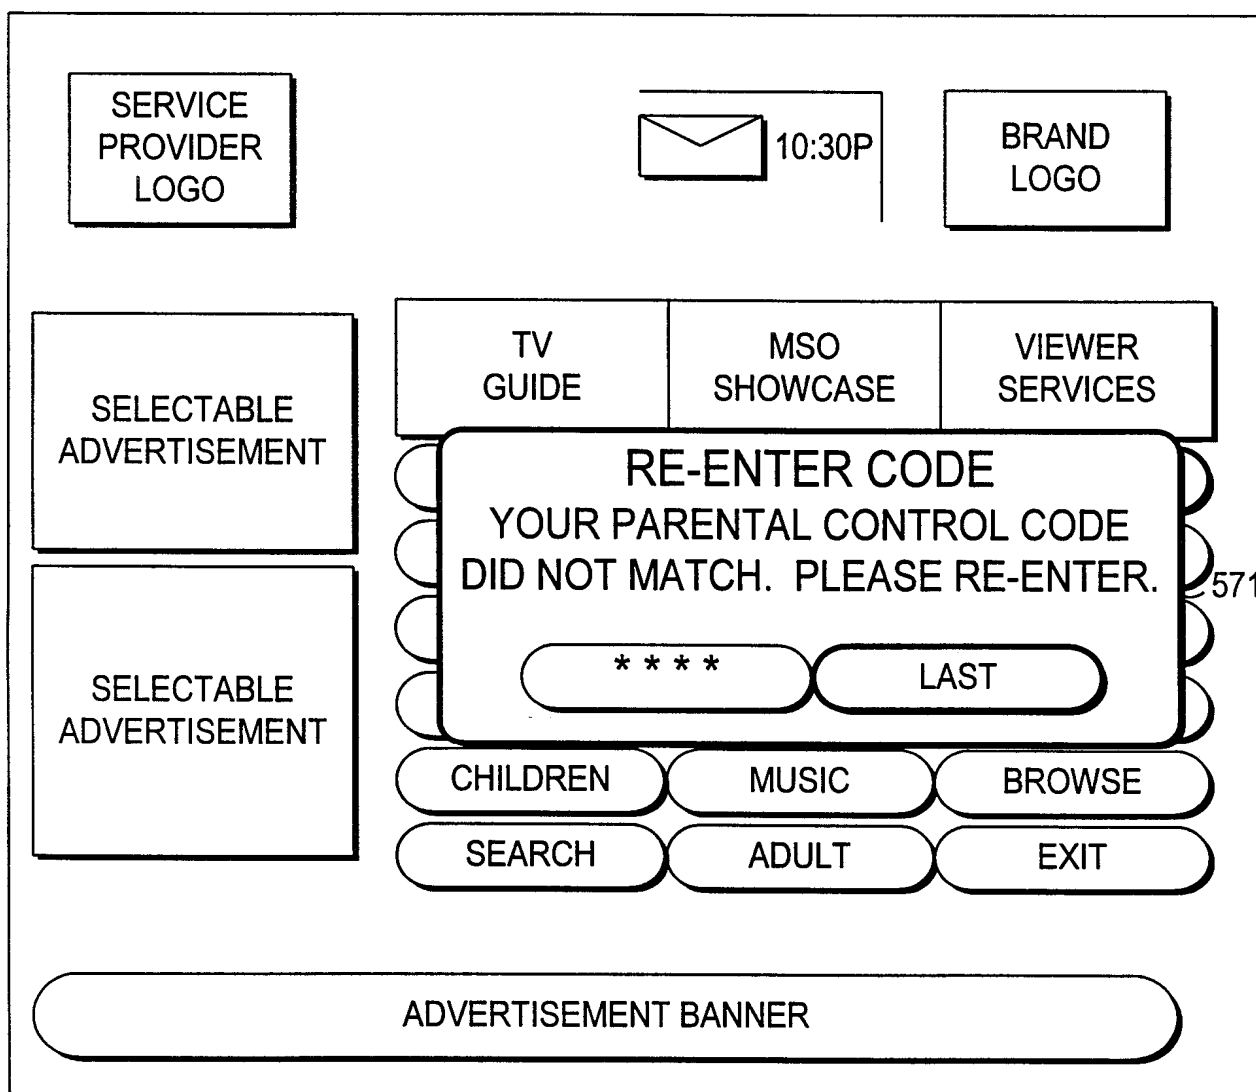 SERVICE
PROVIDER
LOGO
10:30P
BRAND
LOGO
SELECTABLE
ADVERTISEMENT
TV
GUIDE
MSO
SHOWCASE
VIEWER
SERVICES
RE-ENTER CODE
YOUR PARENTAL CONTROL CODE
DID NOT MATCH. PLEASE RE-ENTER.
571
* * * *
LAST
SELECTABLE
ADVERTISEMENT
CHILDREN
MUSIC
BROWSE
SEARCH
ADULT
EXIT
ADVERTISEMENT BANNER